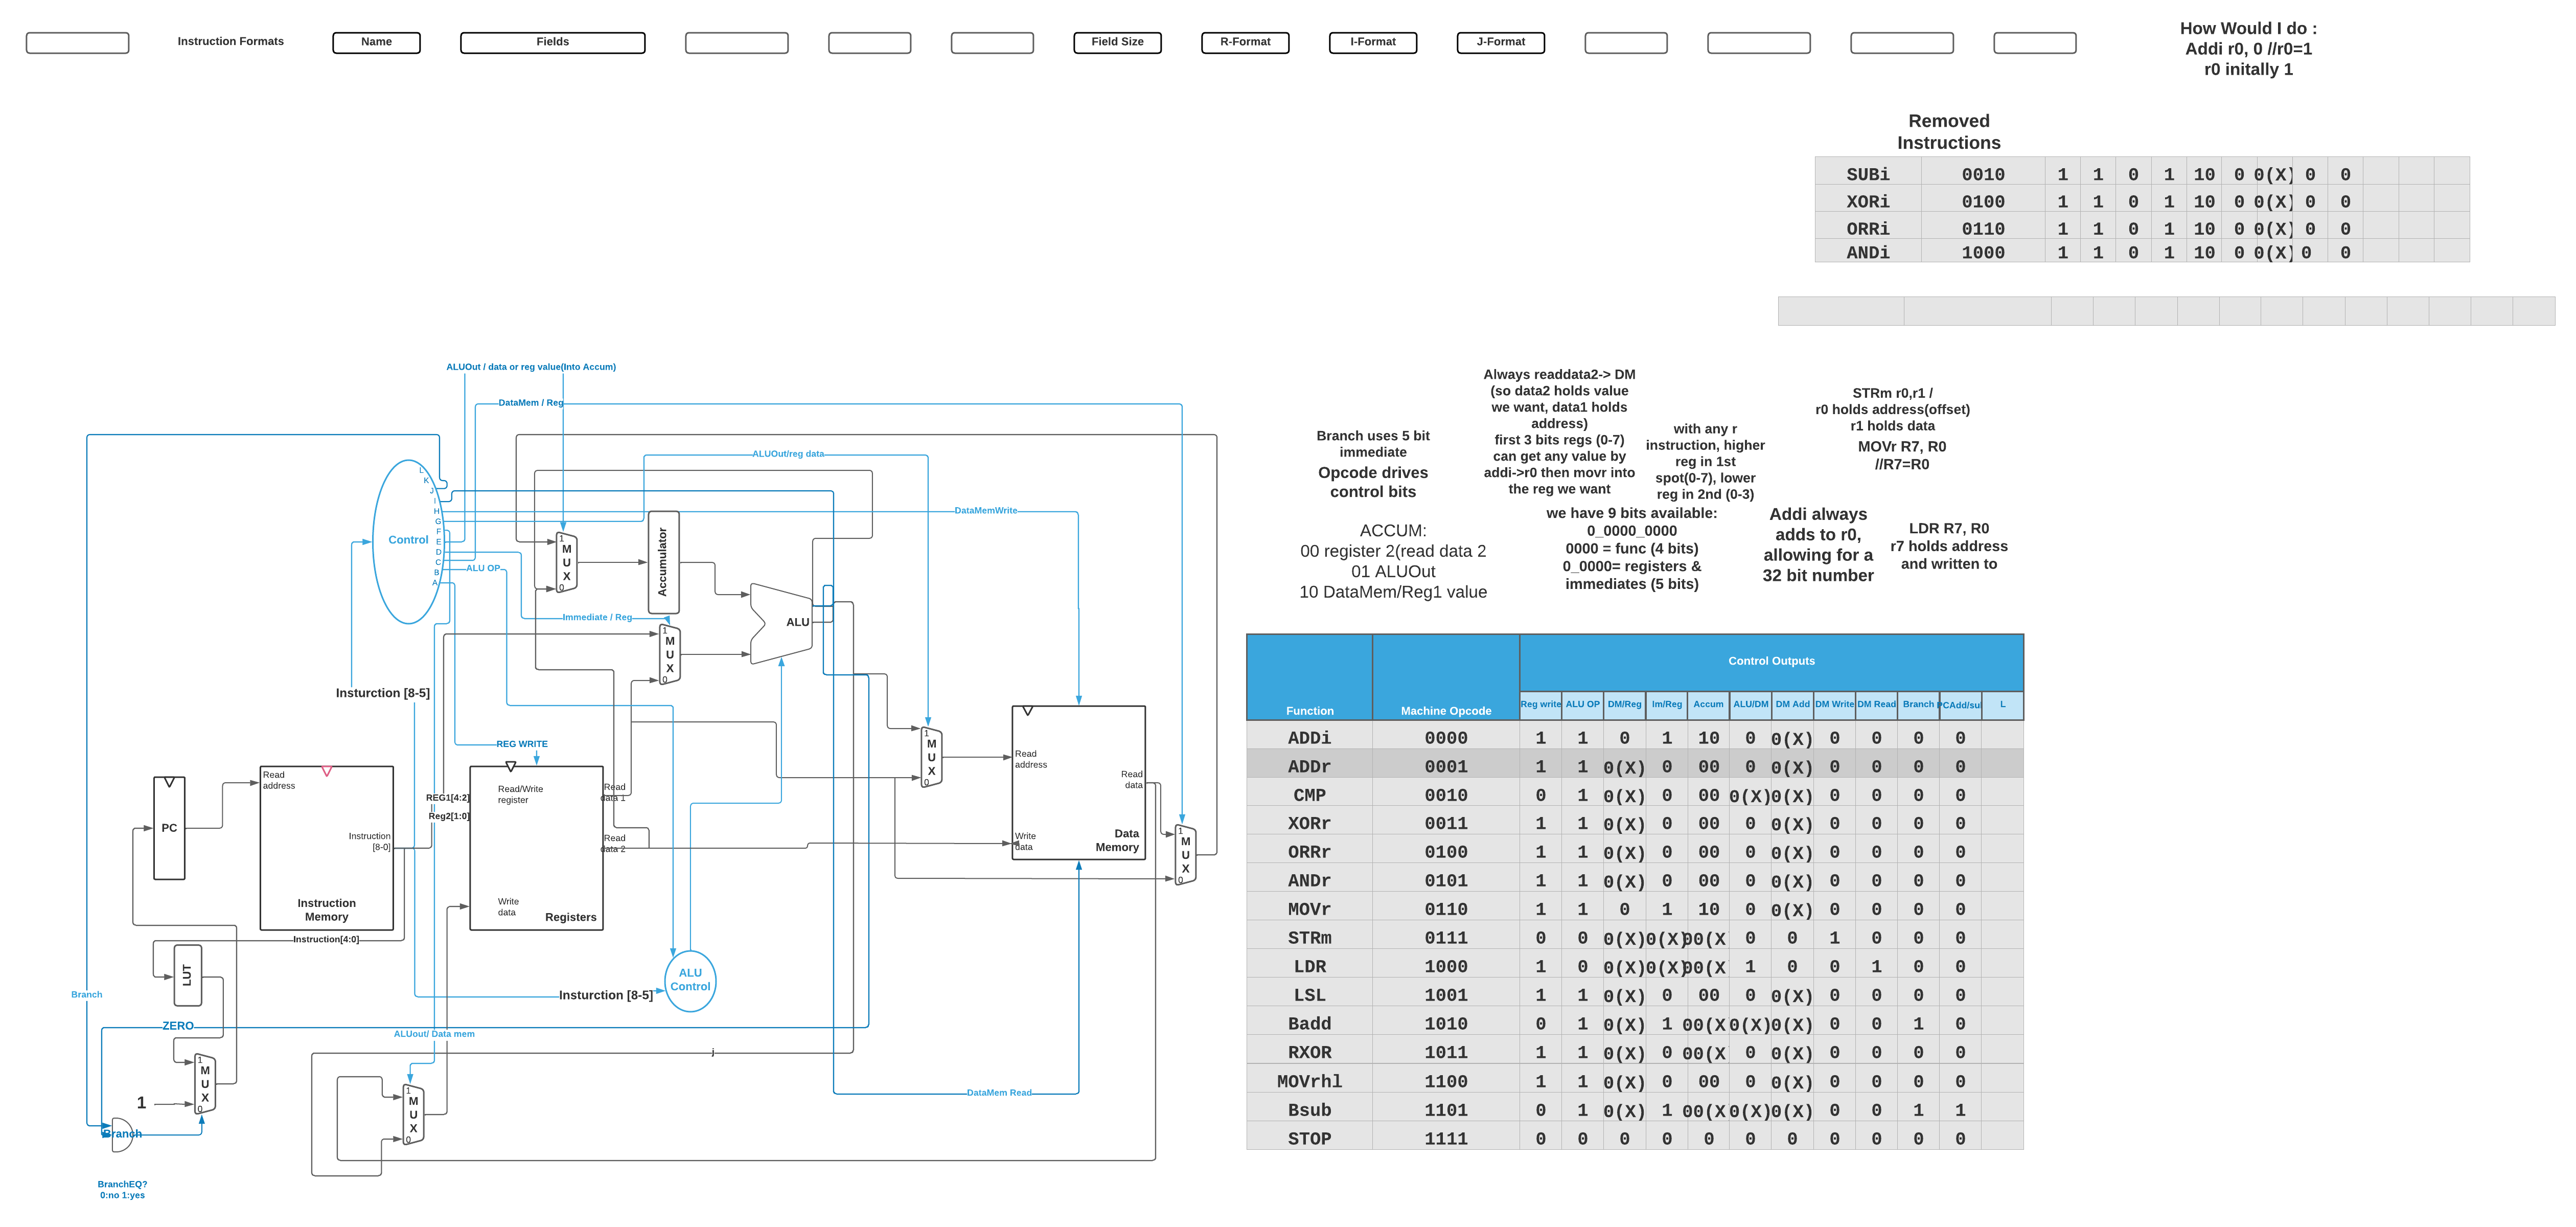 Instruction Formats
Name
Fields
Field Size
R-Format
I-Format
J-Format
How Would I do :
Addi r0, 0 //r0=1
r0 initally 1
Removed
Instructions
SUBi 0010 1 1 0 1 10 0 0(X) 0 0
XORi 0100 1 1 0 1 10 0 0(X) 0 0
ORRi 0110 1 1 0 1 10 0 0(X) 0 0
ANDi 1000 1 1 0 1 10 0 0(X) 0 0
ALUOut / data or reg value(Into Accum)
DataMem / Reg
ALUOut/reg data
DataMemWrite
L
K
J
I
H
G
F
E
D
C
B
A
Control
ALU OP
1
M
U
X
0
Accumulator
Immediate / Reg
1
M
U
X
0
ALU
Insturction [8-5]
REG WRITE
PC
Read
address
Instruction
[8-0]
Instruction
Memory
REG1[4:2]
Reg2[1:0]
Read/Write
register
Read
data 1
Read
data 2
Write
data
Registers
1
M
U
X
0
Read
address
Read
data
Write
data
Data
Memory
1
M
U
X
0
Instruction[4:0]
LUT
Branch
ZERO
ALU
Control
Insturction [8-5]
ALUout/ Data mem
j
1
M
U
X
0
1
Branch
1
M
U
X
0
DataMem Read
BranchEQ?
0:no 1:yes
Branch uses 5 bit
immediate
Opcode drives
control bits
ACCUM:
00 register 2(read data 2
01 ALUOut
10 DataMem/Reg1 value
Always readdata2-> DM
(so data2 holds value
we want, data1 holds
address)
first 3 bits regs (0-7)
can get any value by
addi->r0 then movr into
the reg we want
with any r
instruction, higher
reg in 1st
spot(0-7), lower
reg in 2nd (0-3)
we have 9 bits available:
0_0000_0000
0000 = func (4 bits)
0_0000= registers &
immediates (5 bits)
STRm r0,r1 /
r0 holds address(offset)
r1 holds data
MOVr R7, R0
//R7=R0
Addi always
adds to r0,
allowing for a
32 bit number
LDR R7, R0
r7 holds address
and written to
Control Outputs
Function Machine Opcode Reg write ALU OP DM/Reg Im/Reg Accum ALU/DM DM Add DM Write DM Read Branch PCAdd/sul L
ADDi 0000 1 1 0 1 10 0 0(X) 0 0 0 0
ADDr 0001 1 1 0(X) 0 00 0 0(X) 0 0 0 0
CMP 0010 0 1 0(X) 0 00 0(X) 0(X) 0 0 0 0
XORr 0011 1 1 0(X) 0 00 0 0(X) 0 0 0 0
ORRr 0100 1 1 0(X) 0 00 0 0(X) 0 0 0 0
ANDr 0101 1 1 0(X) 0 00 0 0(X) 0 0 0 0
MOVr 0110 1 1 0 1 10 0 0(X) 0 0 0 0
STRm 0111 0 0 0(X) 0(X) 00(X 0 0 1 0 0 0
LDR 1000 1 0 0(X) 0(X) 00(X 1 0 0 1 0 0
LSL 1001 1 1 0(X) 0 00 0 0(X) 0 0 0 0
Badd 1010 0 1 0(X) 1 00(X 0(X) 0(X) 0 0 1 0
RXOR 1011 1 1 0(X) 0 00(X 0 0(X) 0 0 0 0
MOVrhl 1100 1 1 0(X) 0 00 0 0(X) 0 0 0 0
Bsub 1101 0 1 0(X) 1 00(X 0(X) 0(X) 0 0 1 1
STOP 1111 0 0 0 0 0 0 0 0 0 0 0